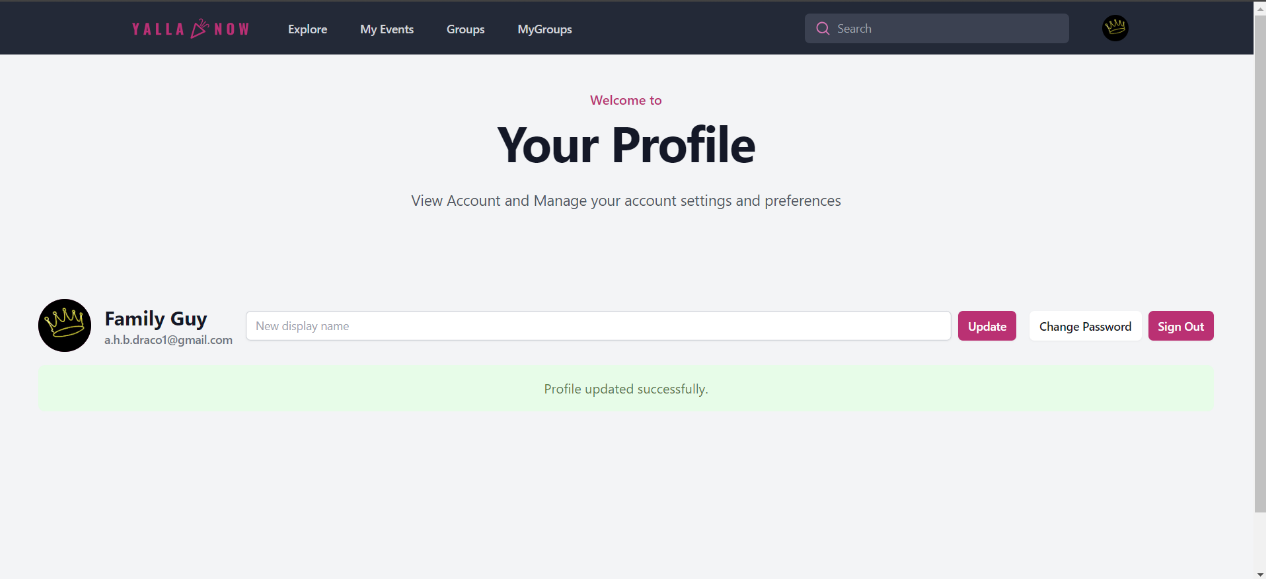 YALLA NOW Explore My Events Groups MyGroups Search
Welcome to
Your Profile
View Account and Manage your account settings and preferences
Family Guy
a.h.b.draco1@gmail.com
New display name Update Change Password Sign Out
Profile updated successfully.